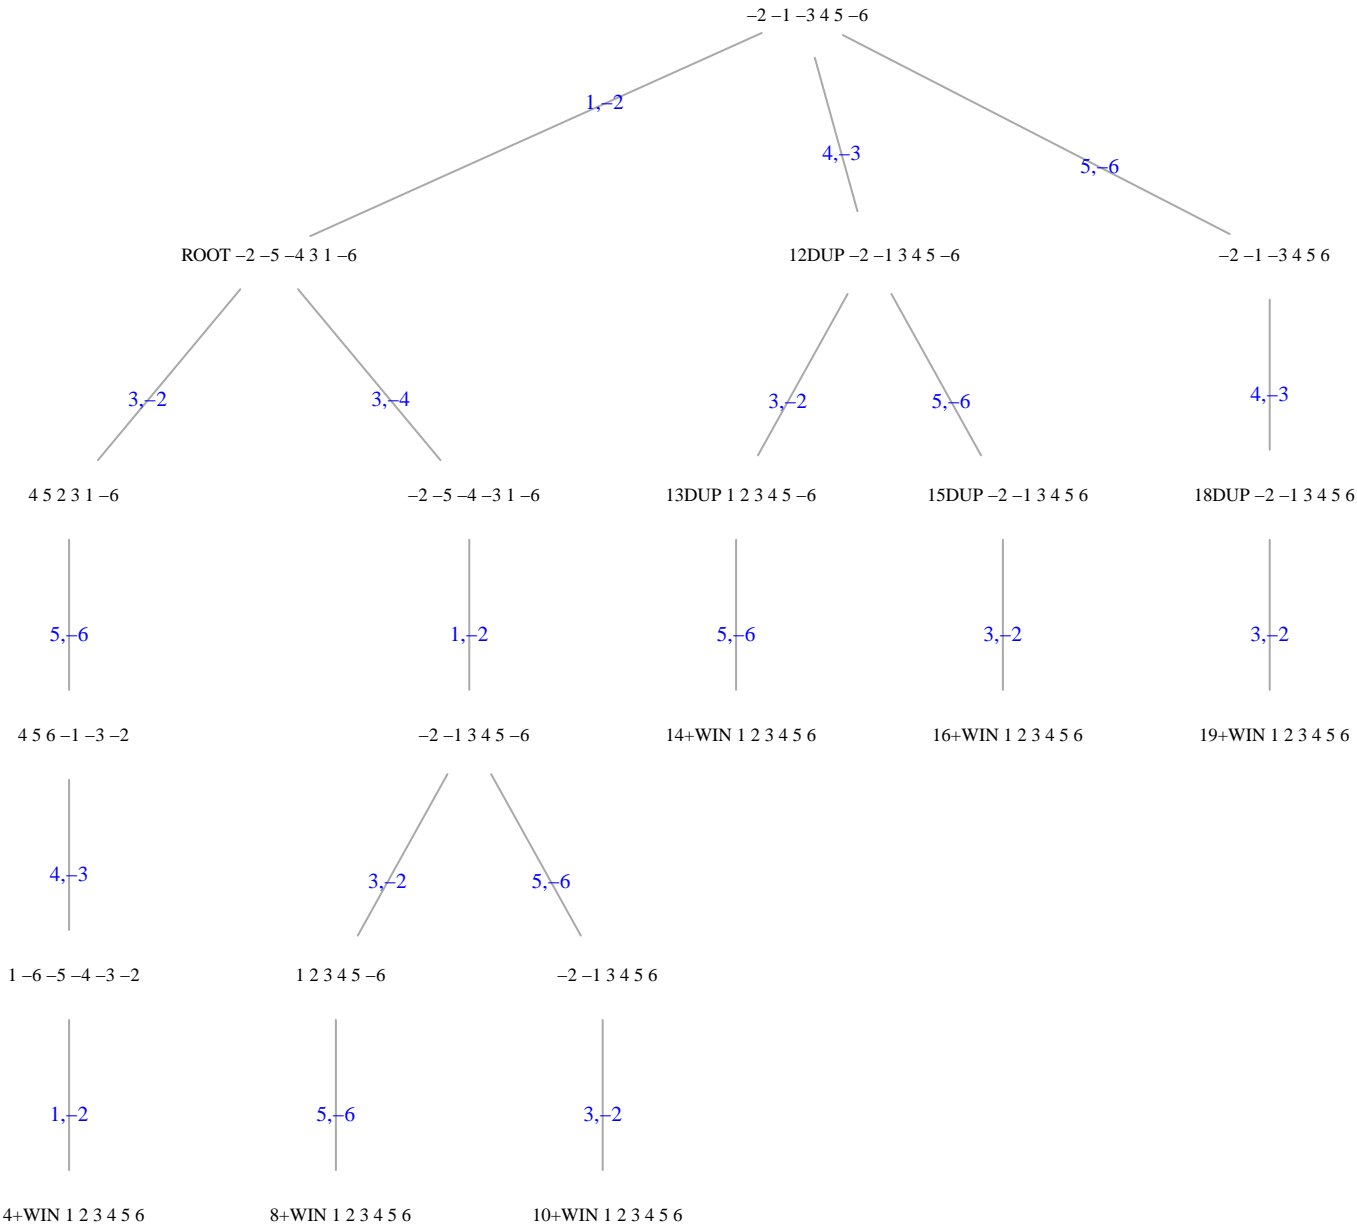 –2 –1 –3 4 5 –6
1,–2
4,–3
5,–6
ROOT –2 –5 –4 3 1 –6
12DUP –2 –1 3 4 5 –6
–2 –1 –3 4 5 6
3,–2
3,–4
3,–2
5,–6
4,–3
4 5 2 3 1 –6
–2 –5 –4 –3 1 –6
13DUP 1 2 3 4 5 –6
15DUP –2 –1 3 4 5 6
18DUP –2 –1 3 4 5 6
5,–6
1,–2
5,–6
3,–2
3,–2
4 5 6 –1 –3 –2
–2 –1 3 4 5 –6
14+WIN 1 2 3 4 5 6
16+WIN 1 2 3 4 5 6
19+WIN 1 2 3 4 5 6
4,–3
3,–2
5,–6
1 –6 –5 –4 –3 –2
1 2 3 4 5 –6
–2 –1 3 4 5 6
1,–2
5,–6
3,–2
4+WIN 1 2 3 4 5 6
8+WIN 1 2 3 4 5 6
10+WIN 1 2 3 4 5 6